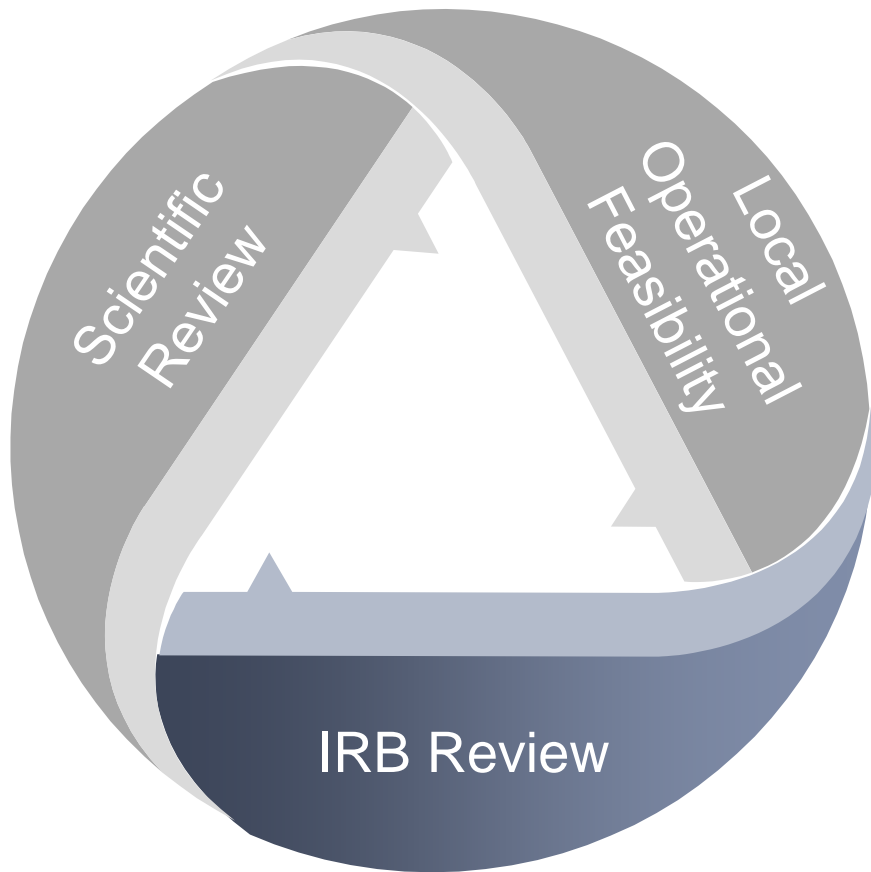 Scientific
Review
Local
Operational
Feasibility
IRB Review